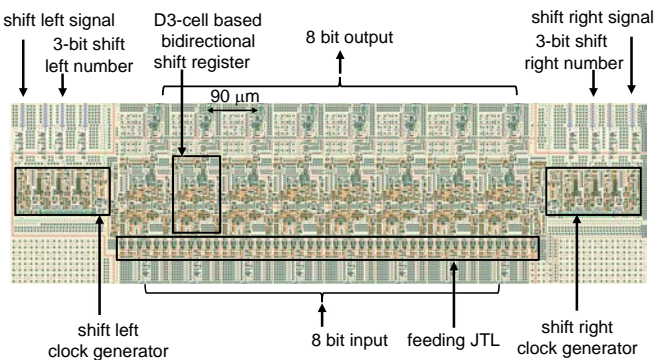 shift left signal
3-bit shift
left number
D3-cell based
bidirectional
shift register
8 bit output
shift right signal
3-bit shift
right number
90 μm
shift left
clock generator
8 bit input
feeding JTL
shift right
clock generator